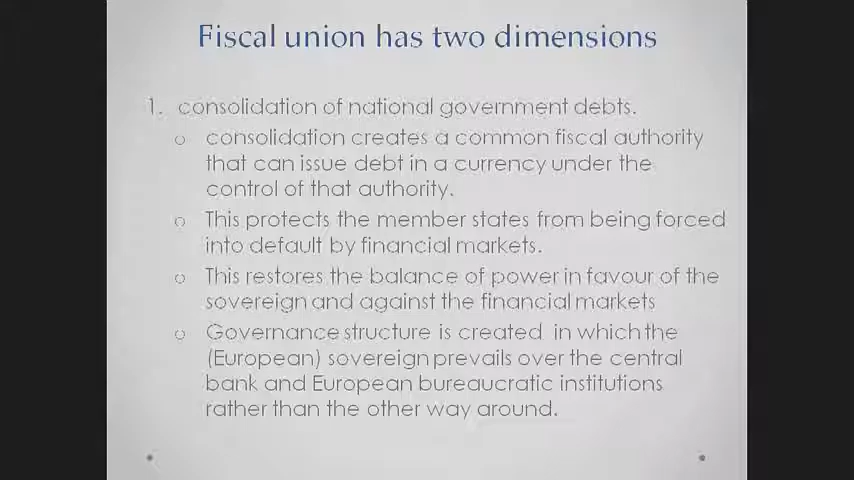 Fiscal union has two dimensions
1. consolidation of national government debts.
o consolidation creates a common fiscal authority
that can issue debt in a currency under the
control of that authority.
o This protects the member states from being forced
into default by financial markets.
o This restores the balance of power in favour of the
sovereign and against the financial markets
o Governance structure is created in which the
(European) sovereign prevails over the central
bank and European bureaucratic institutions
rather than the other way around.